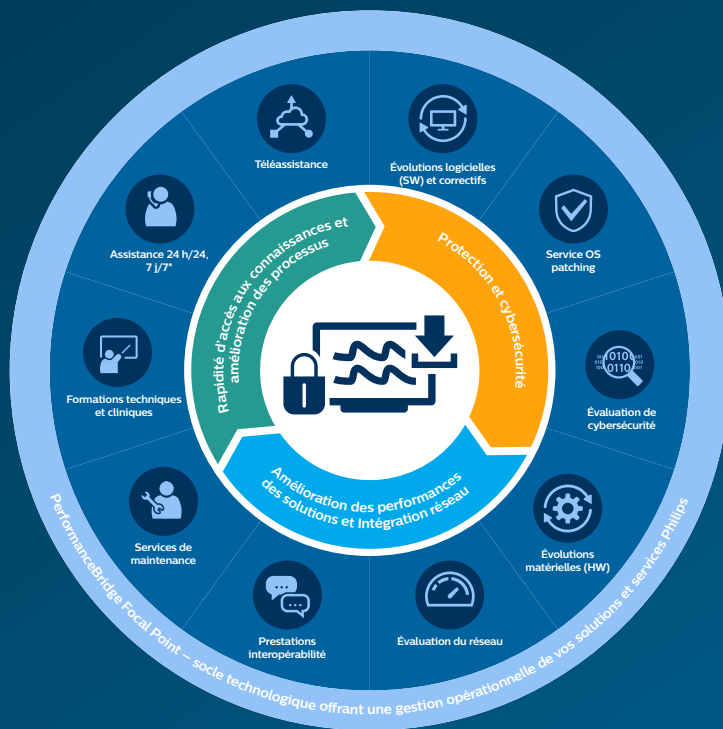 Téléassistance
Évolutions logicielles
(SW) et correctifs
Service OS
patching
Évaluation de
cybersécurité
Évolutions
matérielles (HW)
Évaluation du réseau
Prestations
interopérabilité
Services de
maintenance
Formations techniques
et cliniques
Assistance 24 h/24,
7 j/7*
Rapidité d'accès aux connaissances et
amélioration des processus
Protection et cybersécurité
Amélioration des performances
des solutions et Intégration réseau
1010
0110
PerformanceBridge Focal Point – socle technologique offrant une gestion opérationnelle de vos solutions et services Philips